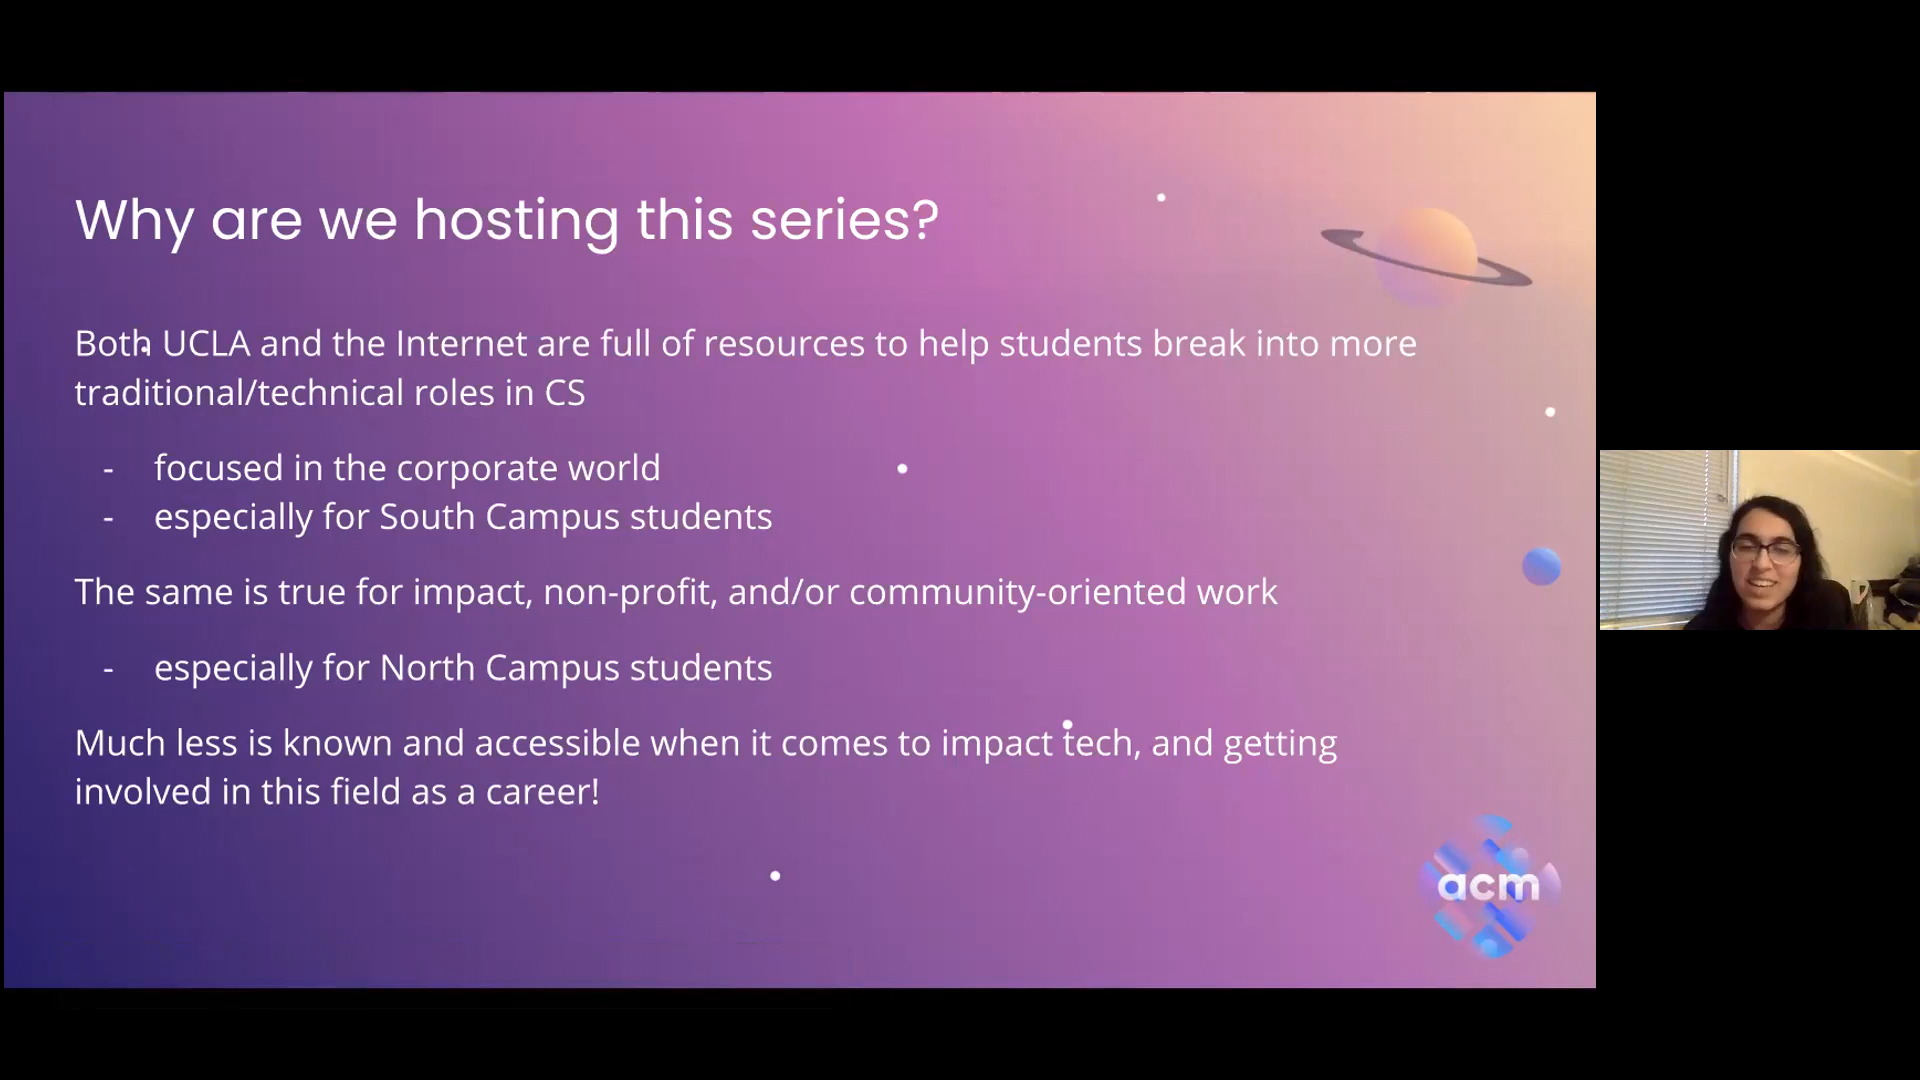 Why are we hosting this series?
Both UCLA and the Internet are full of resources to help students break into more
traditional/technical roles in CS
- focused in the corporate world
- especially for South Campus students
The same is true for impact, non-profit, and/or community-oriented work
- especially for North Campus students
Much less is known and accessible when it comes to impact tech, and getting
involved in this field as a career!
acm